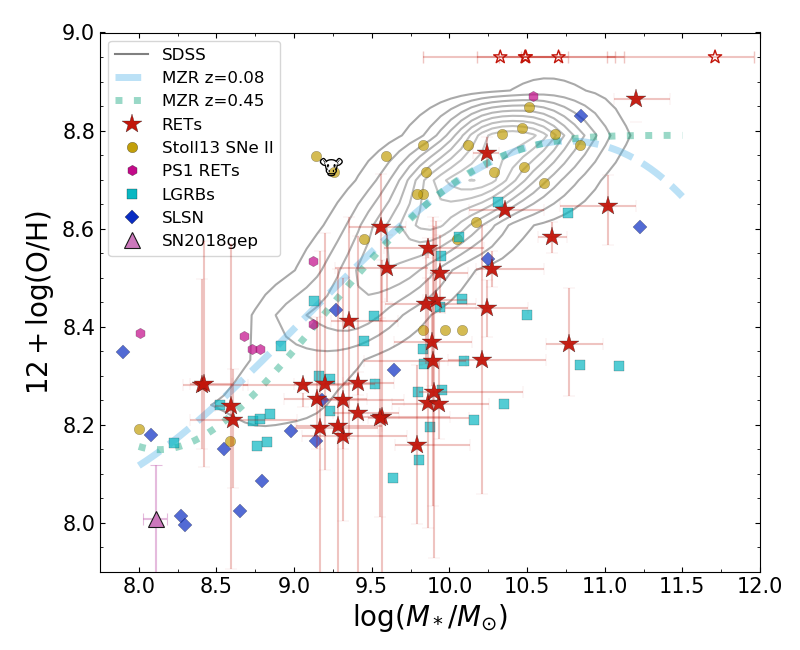 9.0
8.8
8.6
8.4
8.2
8.0
12 + log(O/H)
SDSS
MZR z=0.08
MZR z=0.45
RETs
Stoll13 SNe II
PS1 RETs
LGRBs
SLSN
SN2018gep
8.0 8.5 9.0 9.5 10.0 10.5 11.0 11.5 12.0
log(M*/M⊙)